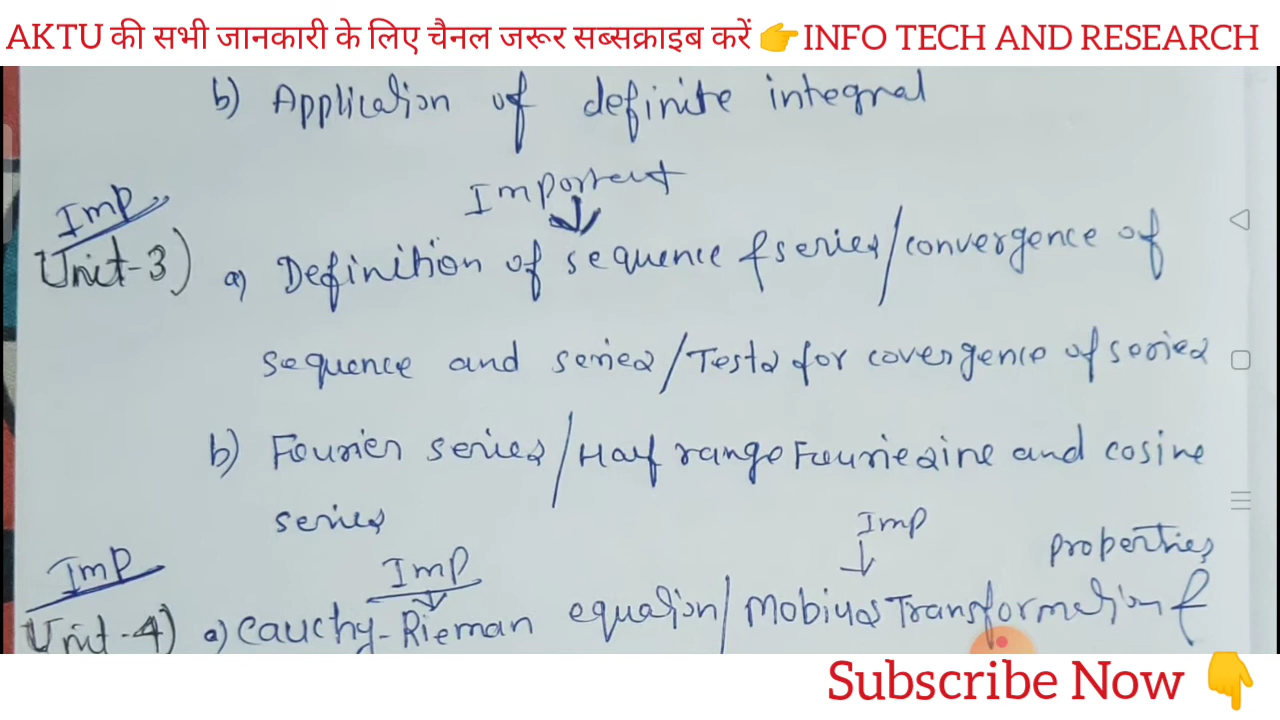 AKTU की सभी जानकारी के लिए चैनल जरूर सब्सक्राइब करें 👉 INFO TECH AND RESEARCH
b) Application of definite integral
Important
Imp
Unit-3) a) Definition of sequence & series/convergence of
sequence and series/Tests for covergence of series
b) Fourier series/Half range Fouriesine and cosine
series
Imp
properties
Imp
Imp
Unit-4) a) Cauchy-Rieman equation/Mobius Transformation &
Subscribe Now 👇